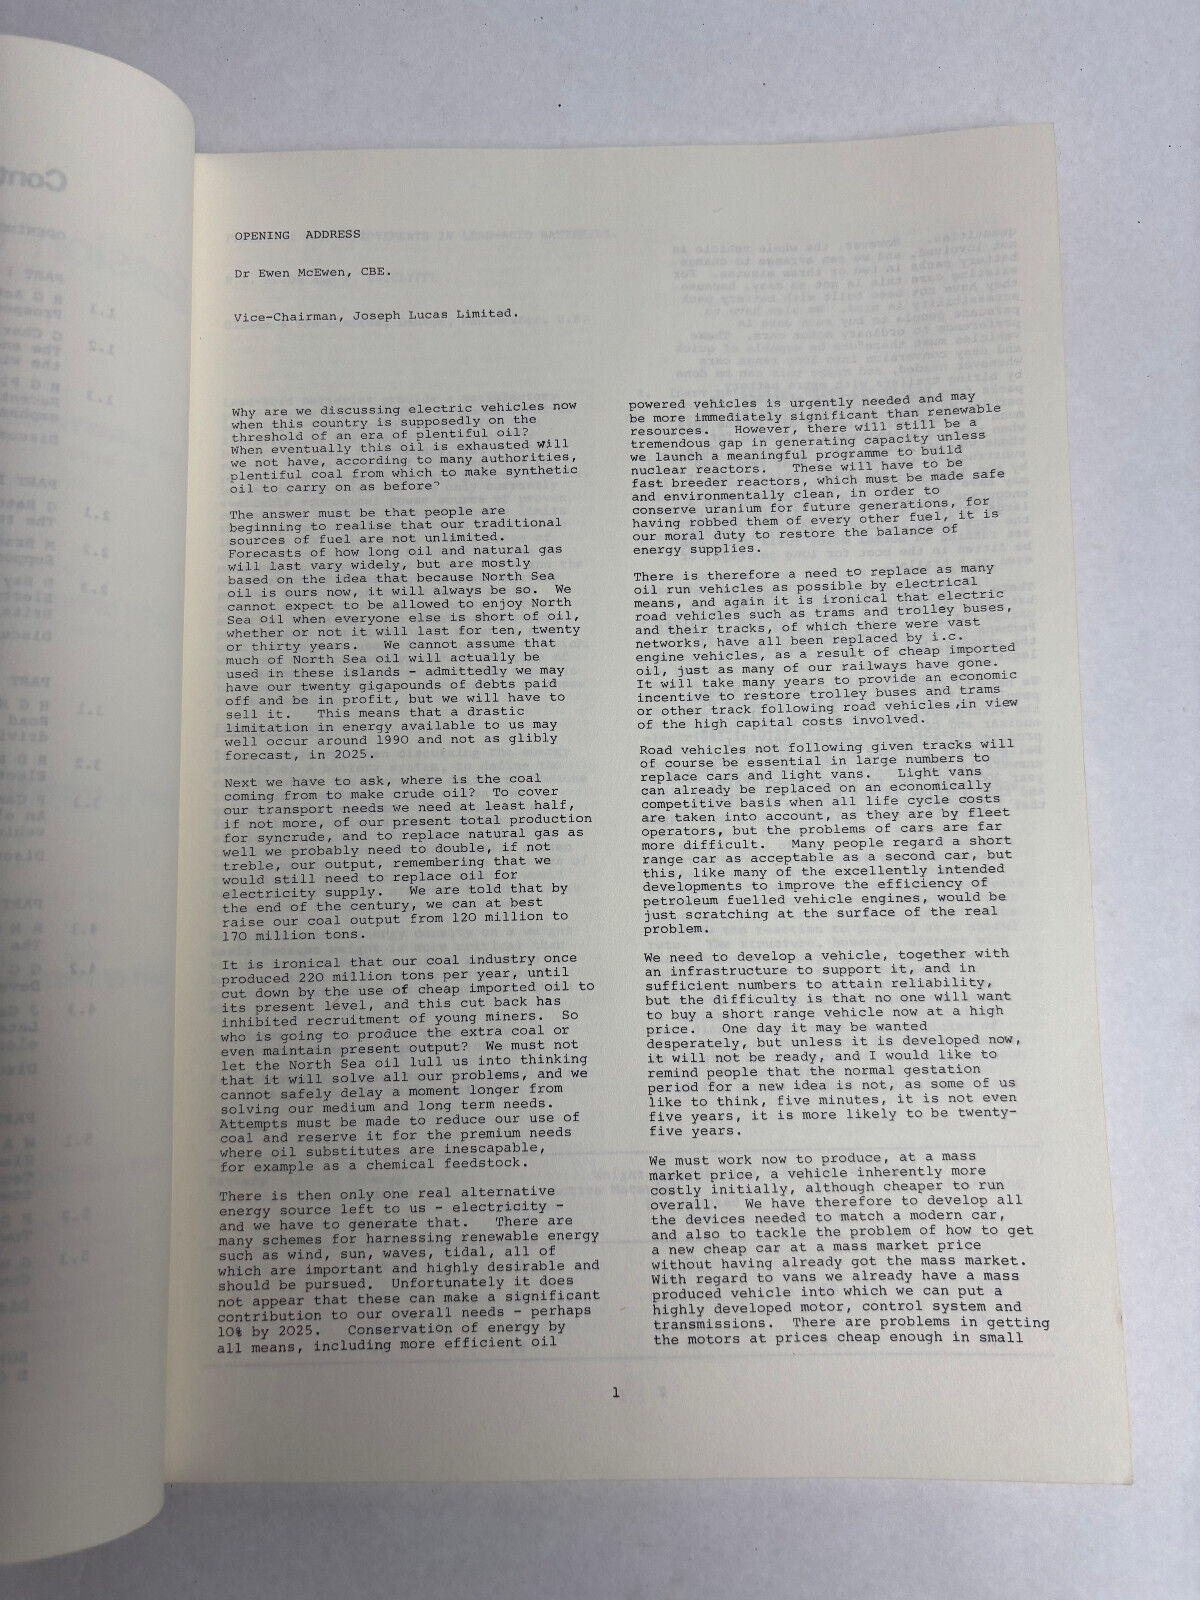 OPENING ADDRESS
Dr Ewen McEwen, CBE.
Vice-Chairman, Joseph Lucas Limited.
Why are we discussing electric vehicles now
when this country is supposedly on the
threshold of an era of plentiful oil?
When eventually this oil is exhausted will
we not have, according to many authorities,
plentiful coal from which to make synthetic
oil to carry on as before?
The answer must be that people are
beginning to realise that our traditional
sources of fuel are not unlimited.
Forecasts of how long oil and natural gas
will last vary widely, but are mostly
based on the idea that because North Sea
oil is ours now, it will always be so. We
cannot expect to be allowed to enjoy North
Sea oil when everyone else is short of oil,
whether or not it will last for ten, twenty
or thirty years. We cannot assume that
much of North Sea oil will actually be
used in these islands - admittedly we may
have our twenty gigapounds of debts paid
off and be in profit, but we will have to
sell it. This means that a drastic
limitation in energy available to us may
well occur around 1990 and not as glibly
forecast, in 2025.
Next we have to ask, where is the coal
coming from to make crude oil? To cover
our transport needs we need at least half,
if not more, of our present total production
for syncrude, and to replace natural gas as
well we probably need to double, if not
treble, our output, remembering that we
would still need to replace oil for
electricity supply. We are told that by
the end of the century, we can at best
raise our coal output from 120 million to
170 million tons.
It is ironical that our coal industry once
produced 220 million tons per year, until
cut down by the use of cheap imported oil to
its present level, and this cut back has
inhibited recruitment of young miners. So
who is going to produce the extra coal or
even maintain present output? We must not
let the North Sea oil lull us into thinking
that it will solve all our problems, and we
cannot safely delay a moment longer from
solving our medium and long term needs.
Attempts must be made to reduce our use of
coal and reserve it for the premium needs
where oil substitutes are inescapable,
for example as a chemical feedstock.
There is then only one real alternative
energy source left to us - electricity -
and we have to generate that. There are
many schemes for harnessing renewable energy
such as wind, sun, waves, tidal, all of
which are important and highly desirable and
should be pursued. Unfortunately it does
not appear that these can make a significant
contribution to our overall needs - perhaps
10% by 2025. Conservation of energy by
all means, including more efficient oil
powered vehicles is urgently needed and may
be more immediately significant than renewable
resources. However, there will still be a
tremendous gap in generating capacity unless
we launch a meaningful programme to build
nuclear reactors. These will have to be
fast breeder reactors, which must be made safe
and environmentally clean, in order to
conserve uranium for future generations, for
having robbed them of every other fuel, it is
our moral duty to restore the balance of
energy supplies.
There is therefore a need to replace as many
oil run vehicles as possible by electrical
means, and again it is ironical that electric
road vehicles such as trams and trolley buses,
and their tracks, of which there were vast
networks, have all been replaced by i.c.
engine vehicles, as a result of cheap imported
oil, just as many of our railways have gone.
It will take many years to provide an economic
incentive to restore trolley buses and trams
or other track following road vehicles,in view
of the high capital costs involved.
Road vehicles not following given tracks will
of course be essential in large numbers to
replace cars and light vans. Light vans
can already be replaced on an economically
competitive basis when all life cycle costs
are taken into account, as they are by fleet
operators, but the problems of cars are far
more difficult. Many people regard a short
range car as acceptable as a second car, but
this, like many of the excellently intended
developments to improve the efficiency of
petroleum fuelled vehicle engines, would be
just scratching at the surface of the real
problem.
We need to develop a vehicle, together with
an infrastructure to support it, and in
sufficient numbers to attain reliability,
but the difficulty is that no one will want
to buy a short range vehicle now at a high
price. One day it may be wanted
desperately, but unless it is developed now,
it will not be ready, and I would like to
remind people that the normal gestation
period for a new idea is not, as some of us
like to think, five minutes, it is not even
five years, it is more likely to be twenty-
five years.
We must work now to produce, at a mass
market price, a vehicle inherently more
costly initially, although cheaper to run
overall. We have therefore to develop all
the devices needed to match a modern car,
and also to tackle the problem of how to get
a new cheap car at a mass market price
without having already got the mass market.
With regard to vans we already have a mass
produced vehicle into which we can put a
highly developed motor, control system and
transmissions. There are problems in getting
the motors at prices cheap enough in small
1